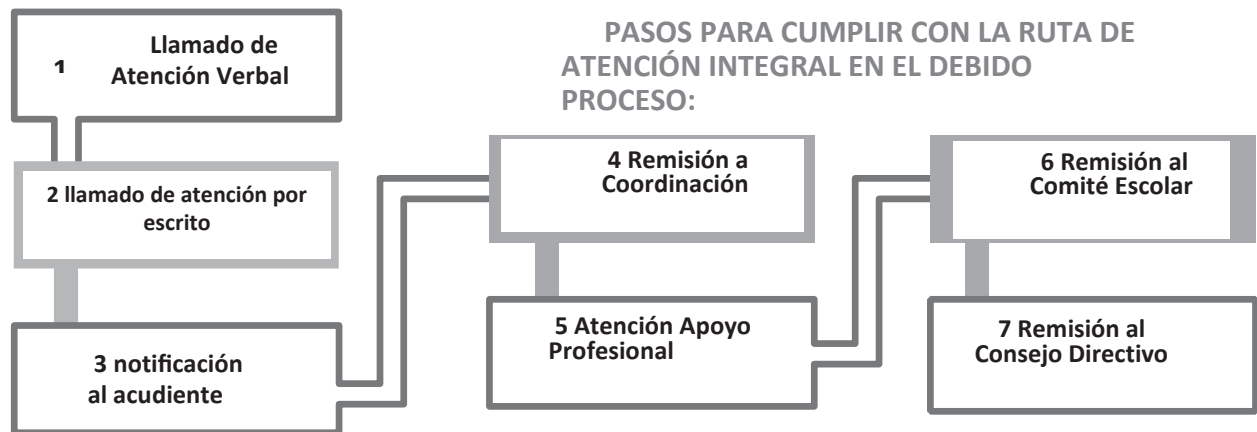 PASOS PARA CUMPLIR CON LA RUTA DE
ATENCIÓN INTEGRAL EN EL DEBIDO
PROCESO:
1 Llamado de
Atención Verbal
2 llamado de atención por
escrito
3 notificación
al acudiente
4 Remisión a
Coordinación
5 Atención Apoyo
Profesional
6 Remisión al
Comité Escolar
7 Remisión al
Consejo Directivo